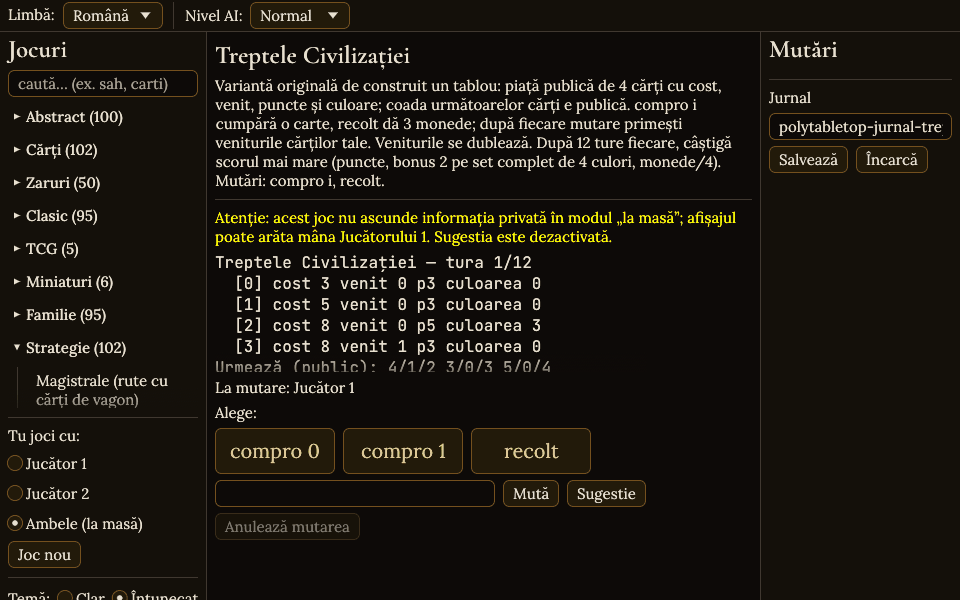 Limbă: Română ▼ Nivel AI: Normal ▼
Jocuri
caută... (ex. sah, carti)
▸ Abstract (100)
▸ Cărți (102)
▸ Zaruri (50)
▸ Clasic (95)
▸ TCG (5)
▸ Miniaturi (6)
▸ Familie (95)
▾ Strategie (102)
Magistrale (rute cu
cărți de vagon)
Tu joci cu:
Jucător 1
Jucător 2
Ambele (la masă)
Joc nou
Temă: Clar Întunecat
Treptele Civilizației
Variantă originală de construit un tablou: piață publică de 4 cărți cu cost,
venit, puncte și culoare; coada următoarelor cărți e publică. compro i
cumpără o carte, recolt dă 3 monede; după fiecare mutare primești
veniturile cărților tale. Veniturile se dublează. După 12 ture fiecare, câștigă
scorul mai mare (puncte, bonus 2 pe set complet de 4 culori, monede/4).
Mutări: compro i, recolt.
Atenție: acest joc nu ascunde informația privată în modul „la masă”; afișajul
poate arăta mâna Jucătorului 1. Sugestia este dezactivată.
Treptele Civilizației — tura 1/12
[0] cost 3 venit 0 p3 culoarea 0
[1] cost 5 venit 0 p3 culoarea 0
[2] cost 8 venit 0 p5 culoarea 3
[3] cost 8 venit 1 p3 culoarea 0
Urmează (public): 4/1/2 3/0/3 5/0/4
La mutare: Jucător 1
Alege:
compro 0 compro 1 recolt
Mută Sugestie
Anulează mutarea
Mutări
Jurnal
polytabletop-jurnal-tre
Salvează Încarcă